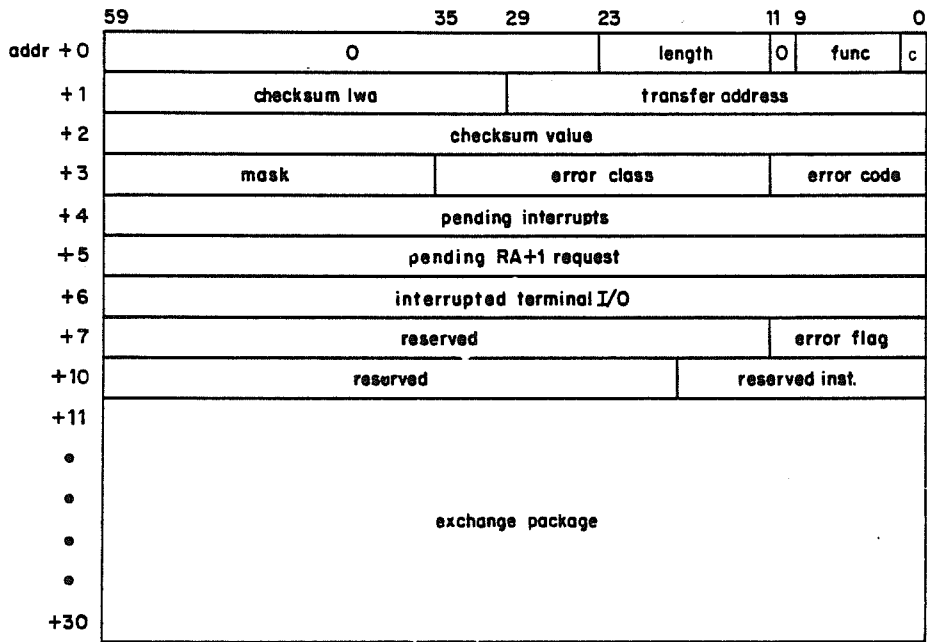 59 35 29 23 11 9 0
addr + 0 0 length 0 func c
+ 1 checksum lwa transfer address
+ 2 checksum value
+ 3 mask error class error code
+ 4 pending interrupts
+ 5 pending RA+1 request
+ 6 interrupted terminal I/O
+ 7 reserved error flag
+10 reserved reserved inst.
+11
exchange package
+30